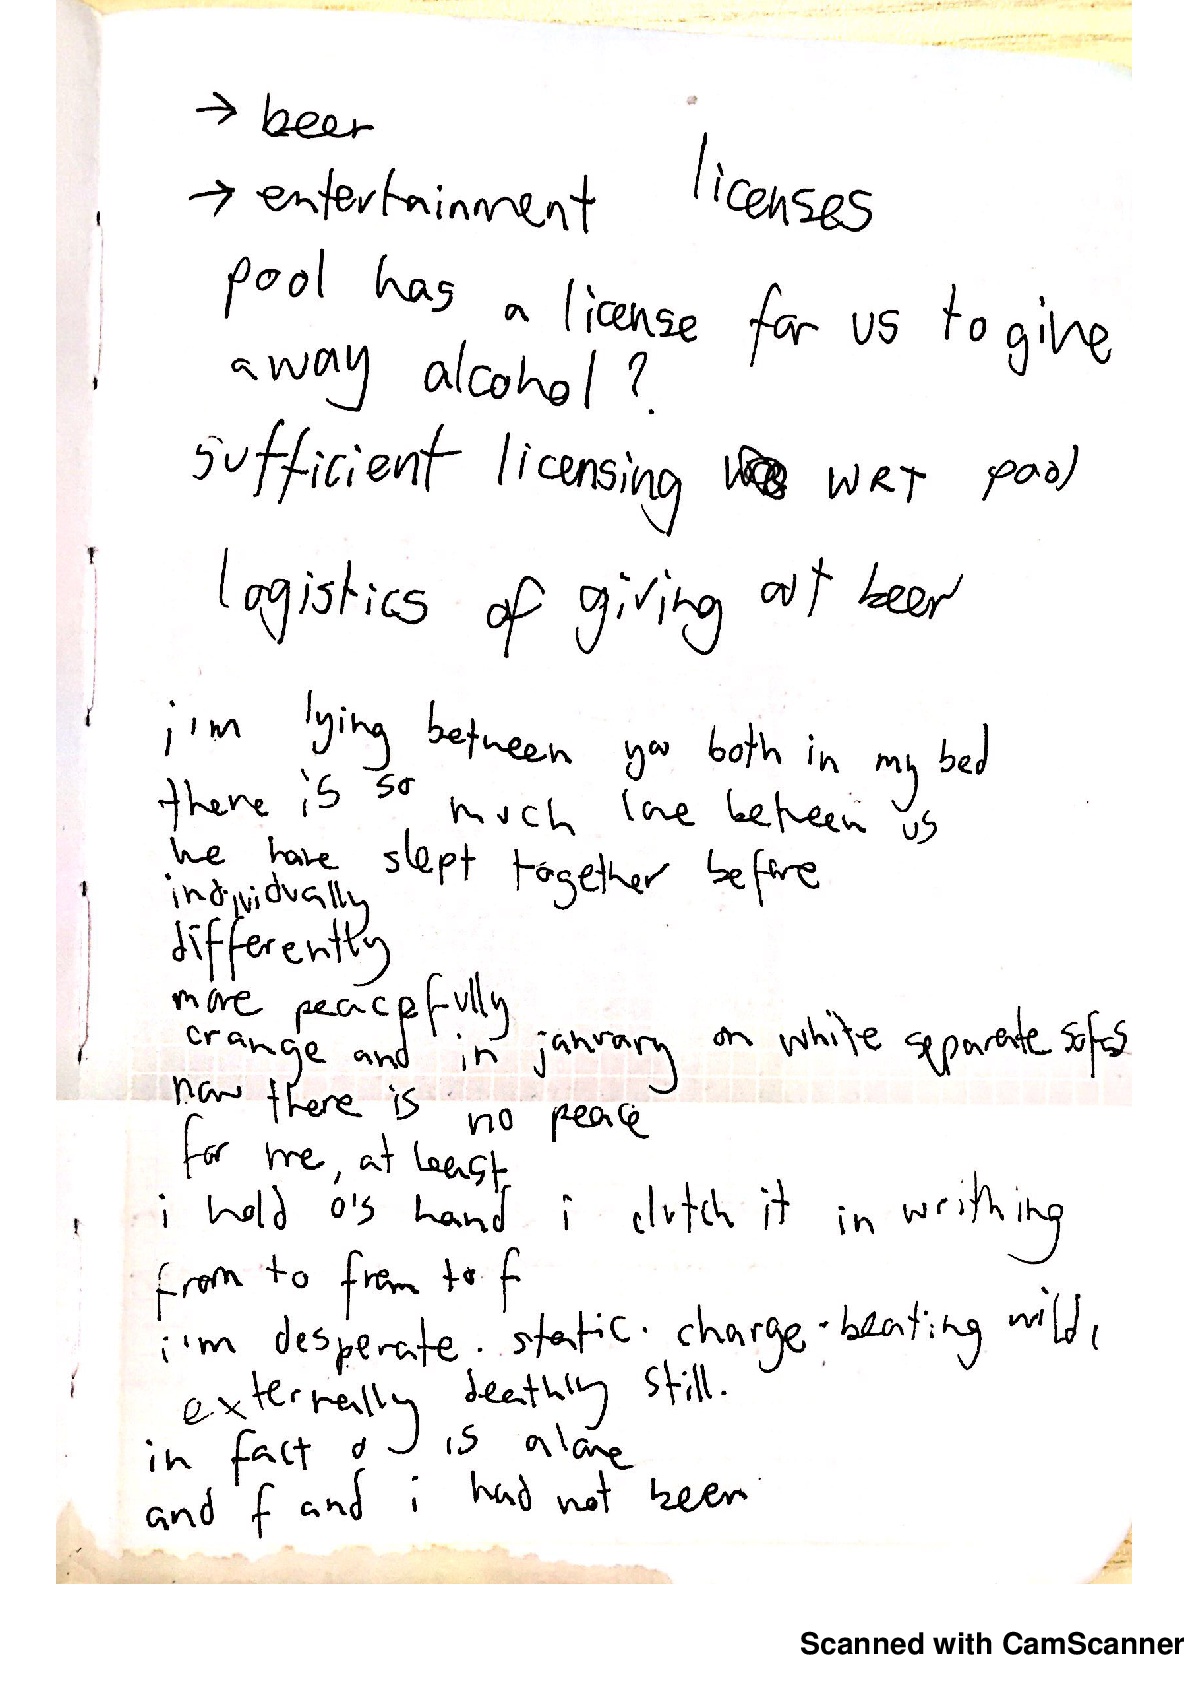 → beer
→ entertainment licenses
pool has a license for us to give
away alcohol?
sufficient licensing WRT pool
logistics of giving out beer
i'm lying between you both in my bed
there is so much love between us
we have slept together before
individually
differently
more peacefully
orange and in january on white separate sofas
now there is no peace
for me, at least
i hold o's hand i clutch it in writhing
from to from to f
i'm desperate. static. charge. beating wild,
externally deathly still.
in fact o is alone
and f and i had not been
Scanned with CamScanner